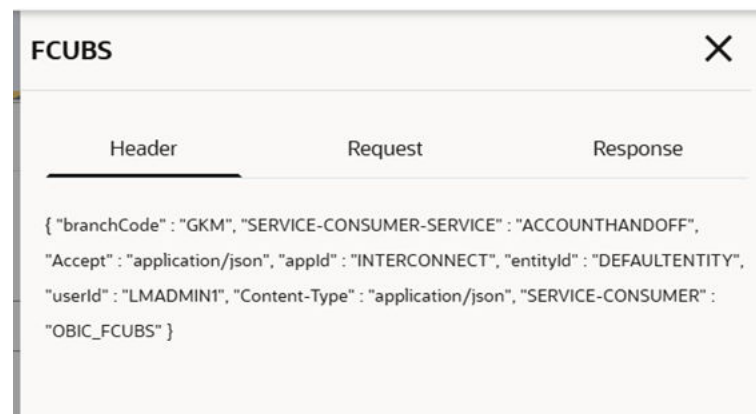 FCUBS
Header Request Response
{ "branchCode" : "GKM", "SERVICE-CONSUMER-SERVICE" : "ACCOUNTHANDOFF",
"Accept" : "application/json", "appId" : "INTERCONNECT", "entityId" : "DEFAULTENTITY",
"userId" : "LMADMIN1", "Content-Type" : "application/json", "SERVICE-CONSUMER" :
"OBIC_FCUBS" }